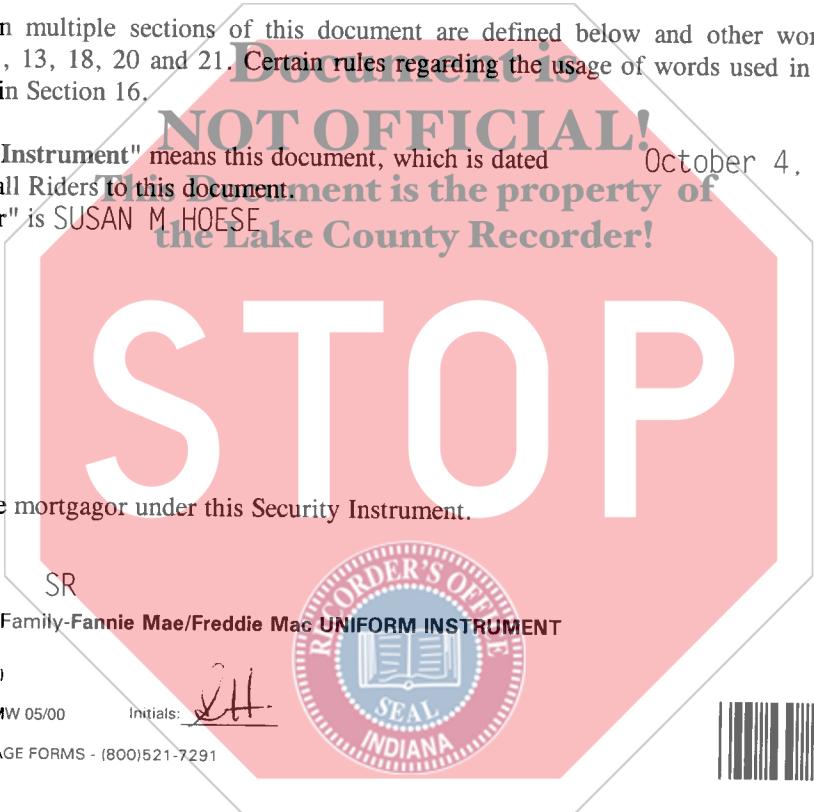 n multiple sections of this document are defined below and other wor
, 13, 18, 20 and 21. Certain rules regarding the usage of words used in
in Section 16.
Document is
NOT OFFICIAL!
This Document is the property of
the Lake County Recorder!
Instrument" means this document, which is dated October 4,
all Riders to this document.
r" is SUSAN M HOESE
STOP
e mortgagor under this Security Instrument.
SR
Family-Fannie Mae/Freddie Mac UNIFORM INSTRUMENT
)
MW 05/00 Initials:
AGE FORMS - (800)521-7291
RECORDER'S OFFICE
SEAL
INDIANA